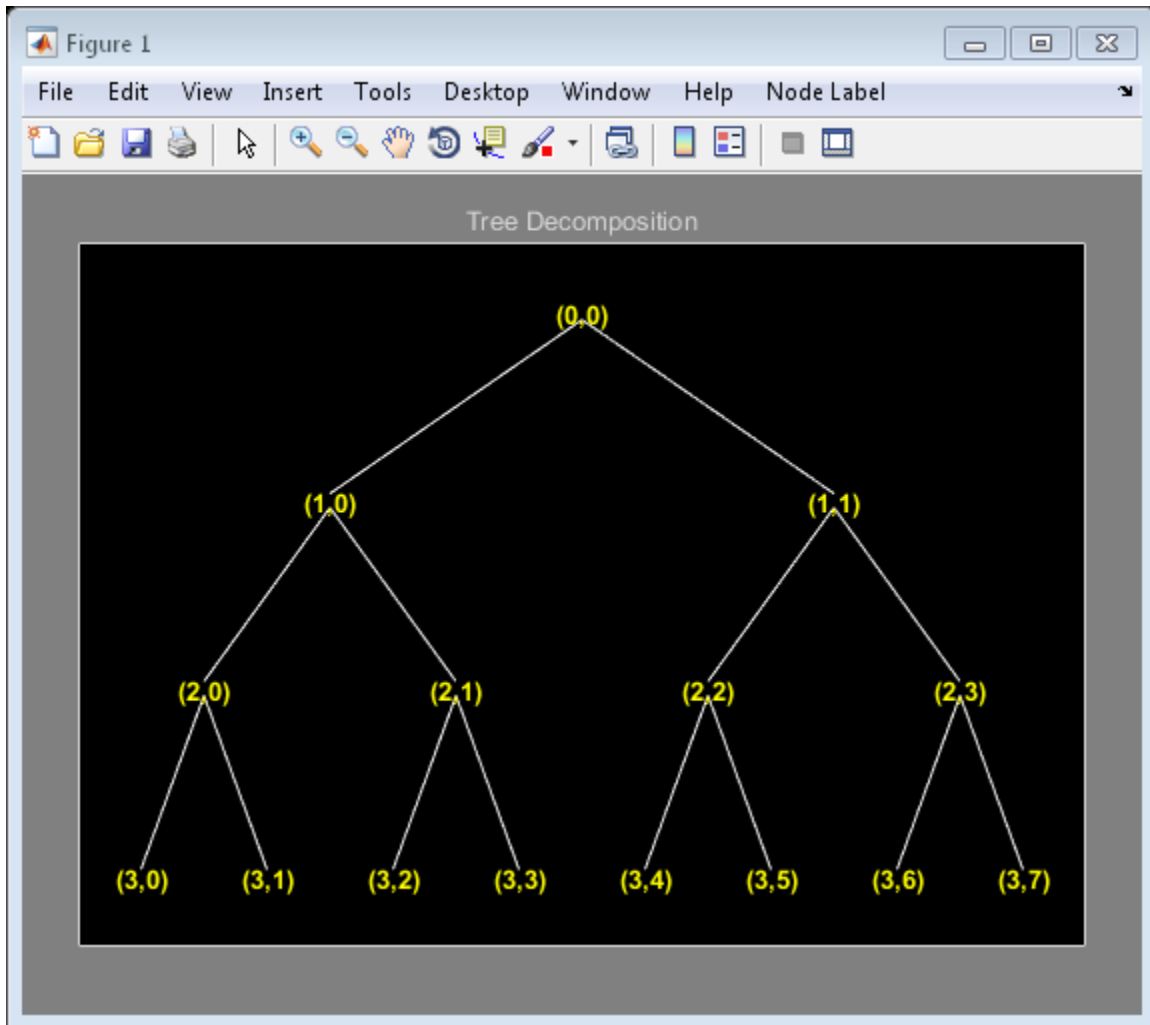 Figure 1
File Edit View Insert Tools Desktop Window Help Node Label
Tree Decomposition
(0,0)
(1,0) (1,1)
(2,0) (2,1) (2,2) (2,3)
(3,0) (3,1) (3,2) (3,3) (3,4) (3,5) (3,6) (3,7)